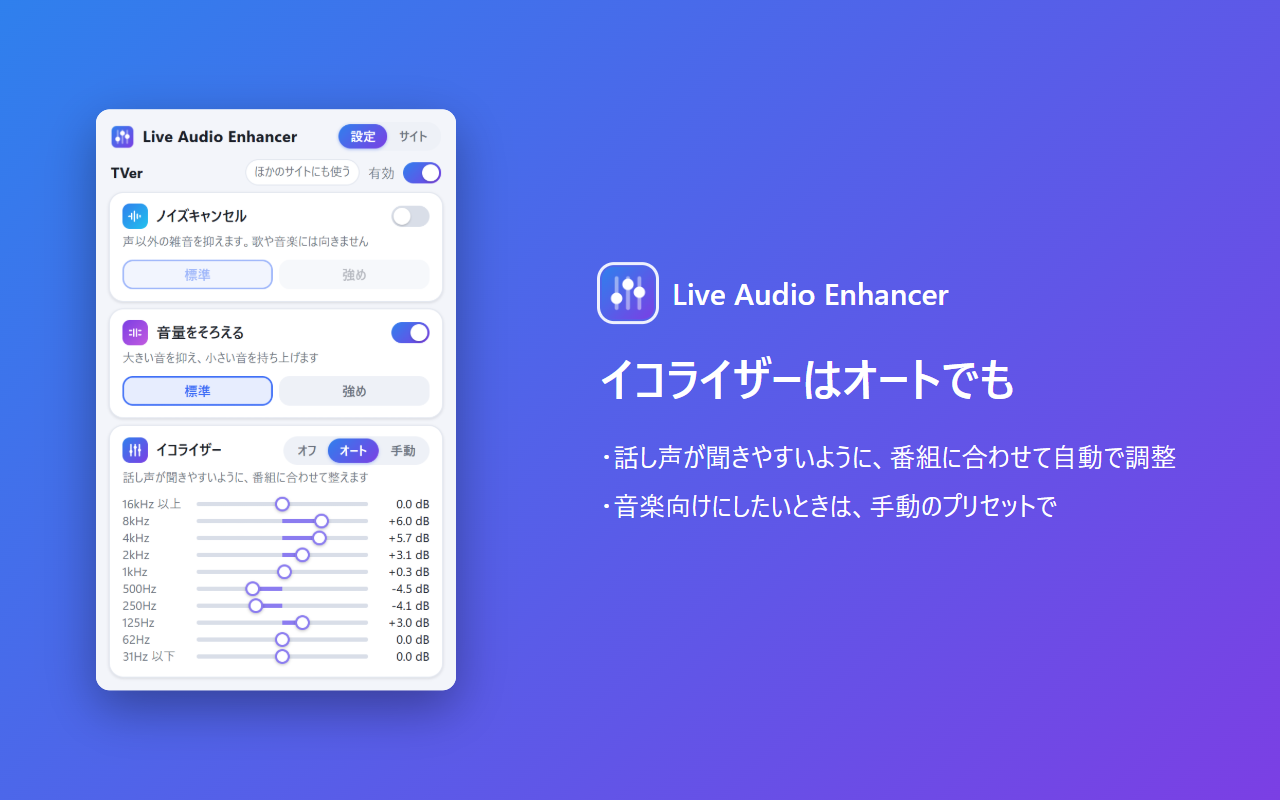 Live Audio Enhancer 設定 サイト
TVer ほかのサイトにも使う 有効
ノイズキャンセル
声以外の雑音を抑えます。歌や音楽には向きません
標準 強め
音量をそろえる
大きい音を抑え、小さい音を持ち上げます
標準 強め
イコライザー オフ オート 手動
話し声が聞きやすいように、番組に合わせて整えます
16kHz 以上 0.0 dB
8kHz +6.0 dB
4kHz +5.7 dB
2kHz +3.1 dB
1kHz +0.3 dB
500Hz -4.5 dB
250Hz -4.1 dB
125Hz +3.0 dB
62Hz 0.0 dB
31Hz 以下 0.0 dB
Live Audio Enhancer
イコライザーはオートでも
・話し声が聞きやすいように、番組に合わせて自動で調整
・音楽向けにしたいときは、手動のプリセットで